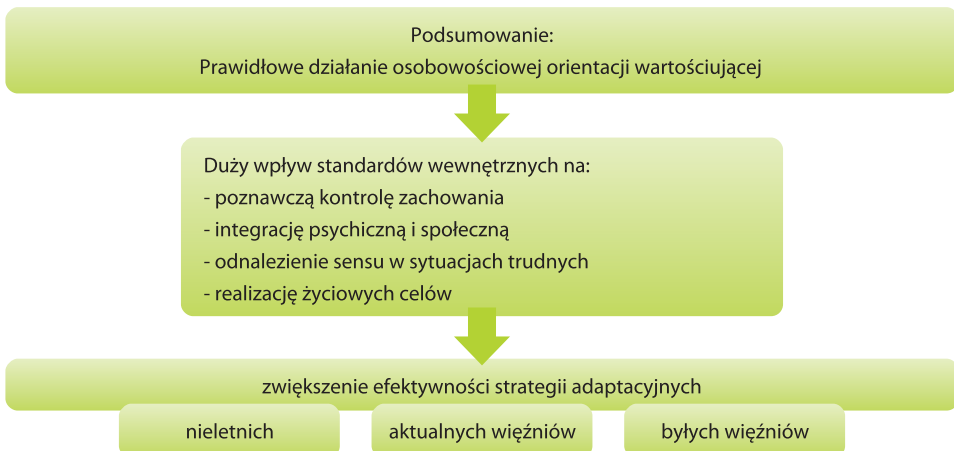 Podsumowanie:
Prawidłowe działanie osobowościowej orientacji wartościującej
Duży wpływ standardów wewnętrznych na:
- poznawczą kontrolę zachowania
- integrację psychiczną i społeczną
- odnalezienie sensu w sytuacjach trudnych
- realizację życiowych celów
zwiększenie efektywności strategii adaptacyjnych
nieletnich
aktualnych więźniów
byłych więźniów